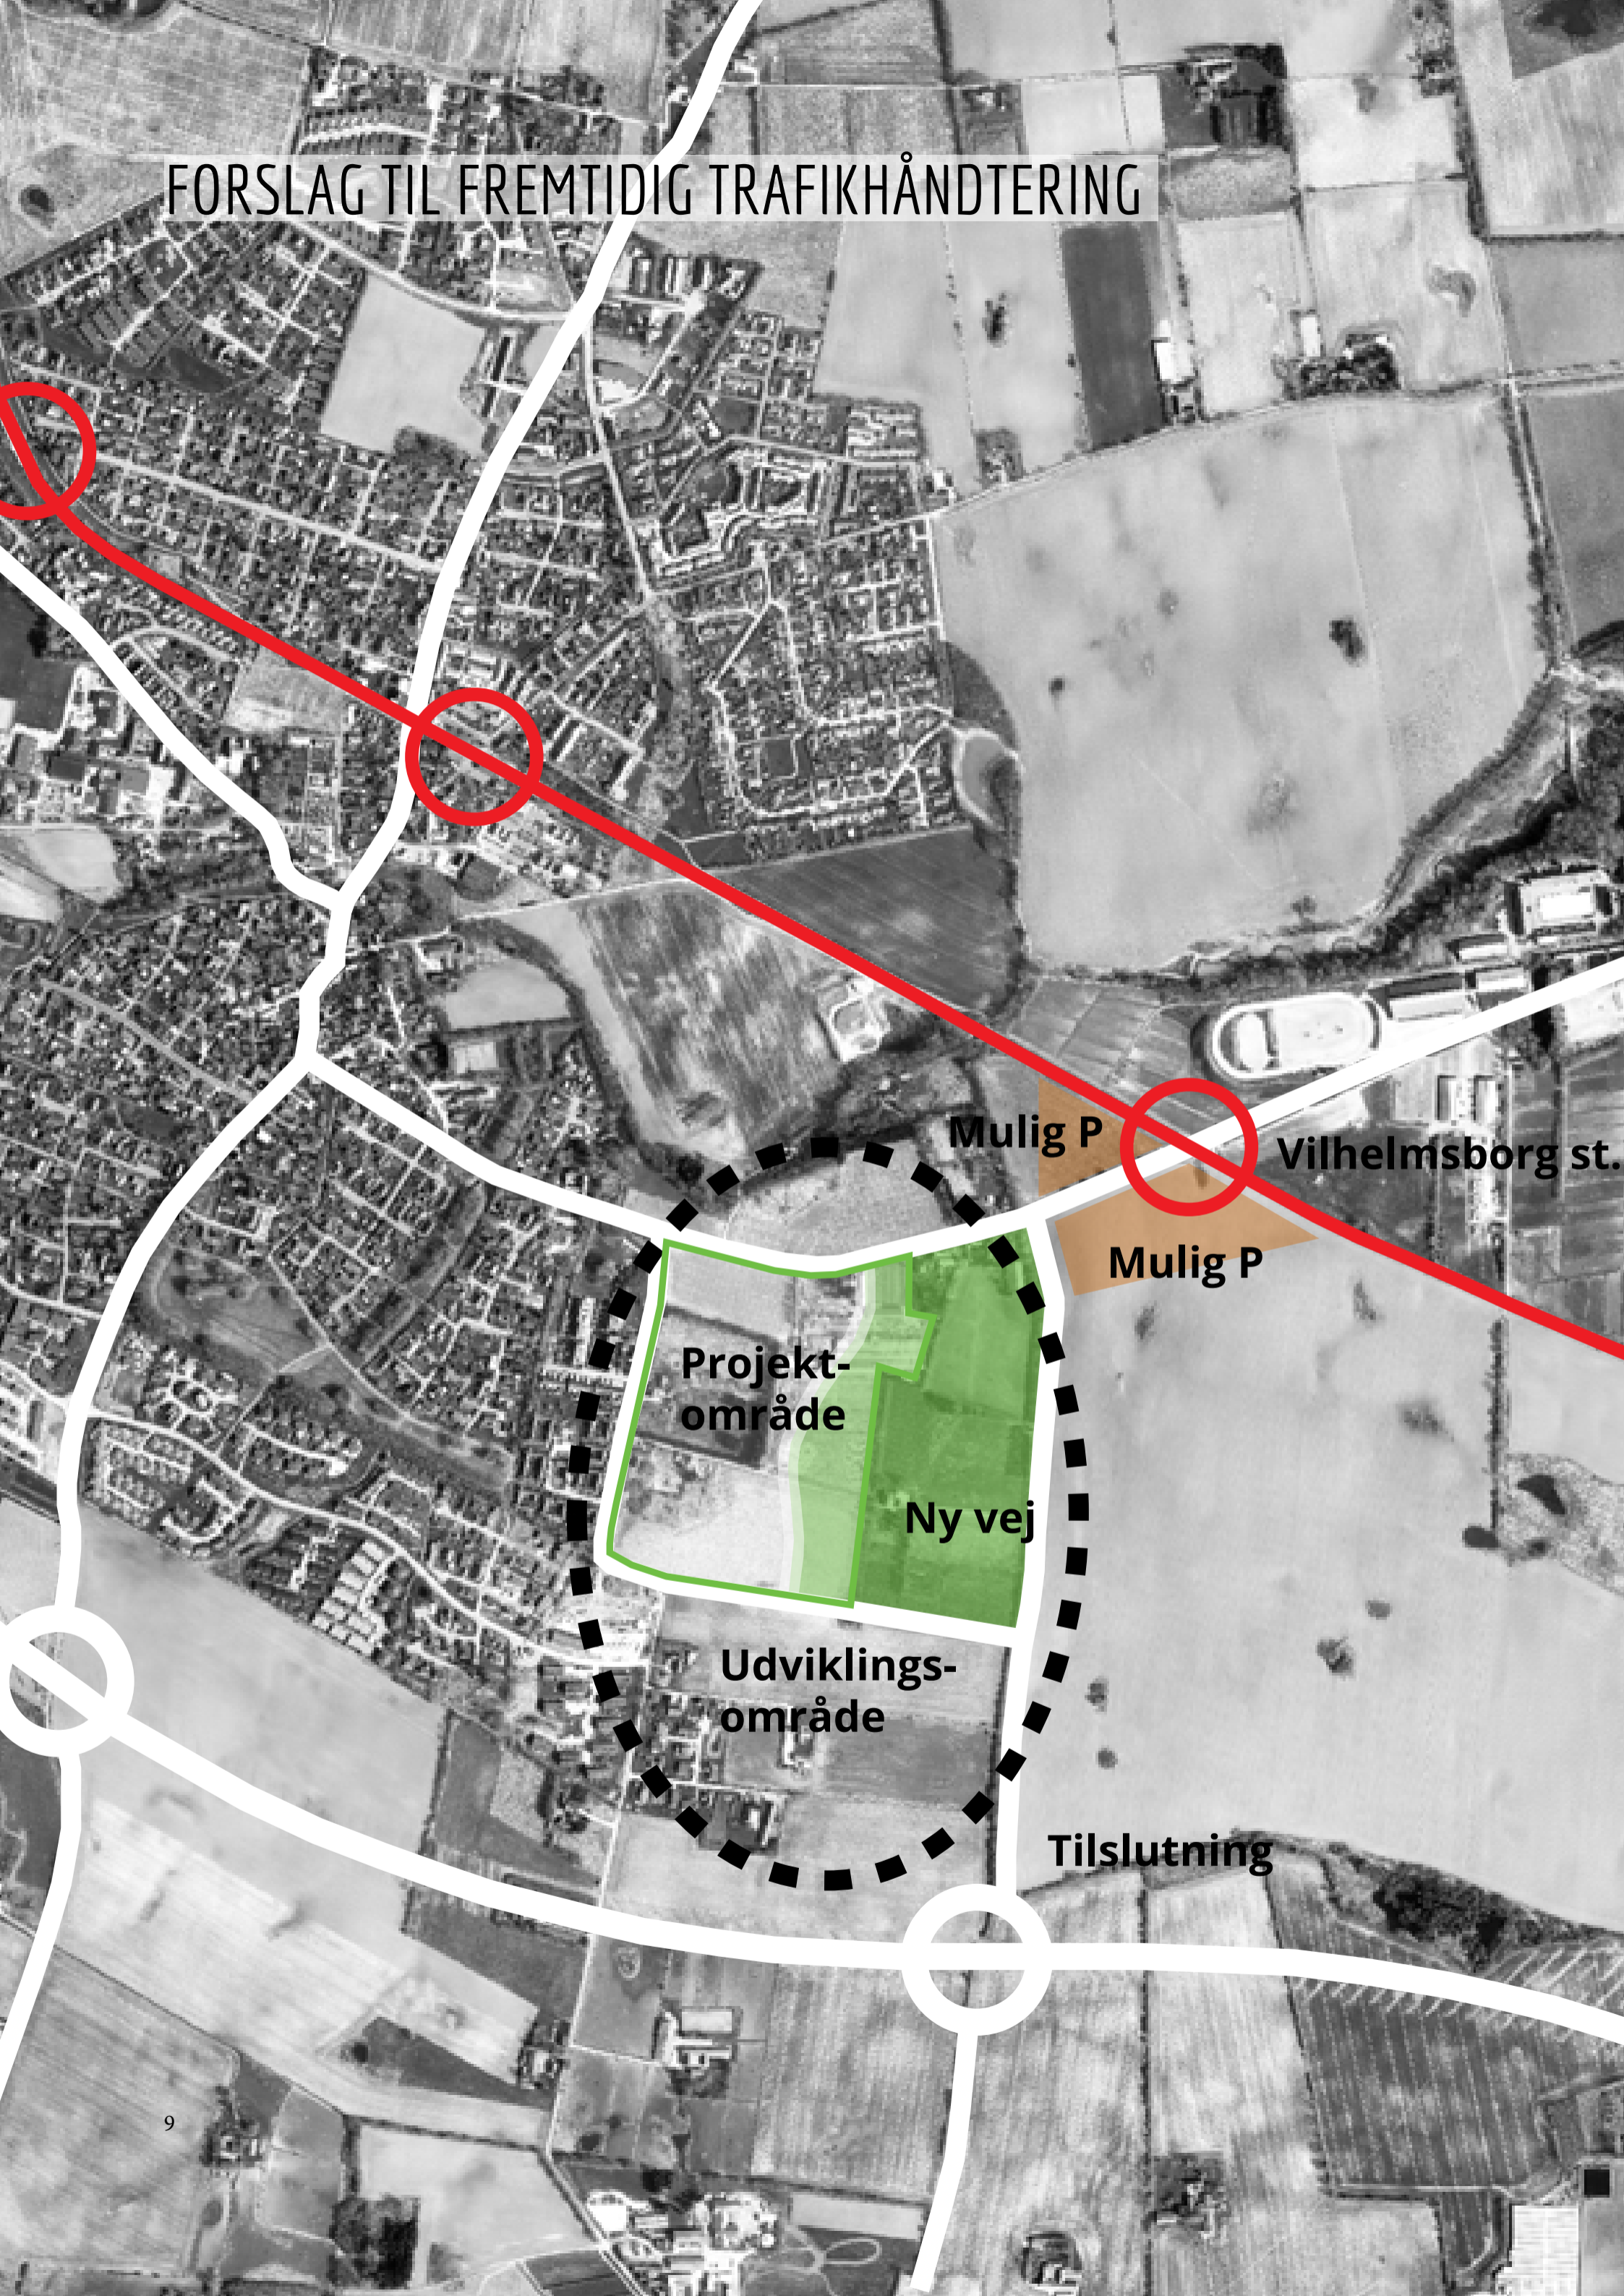 FORSLAG TIL FREMTIDIG TRAFIKHÅNDTERING
Mulig P
Vilhelmsborg st.
Mulig P
Projekt-
område
Ny vej
Udviklings-
område
Tilslutning
9